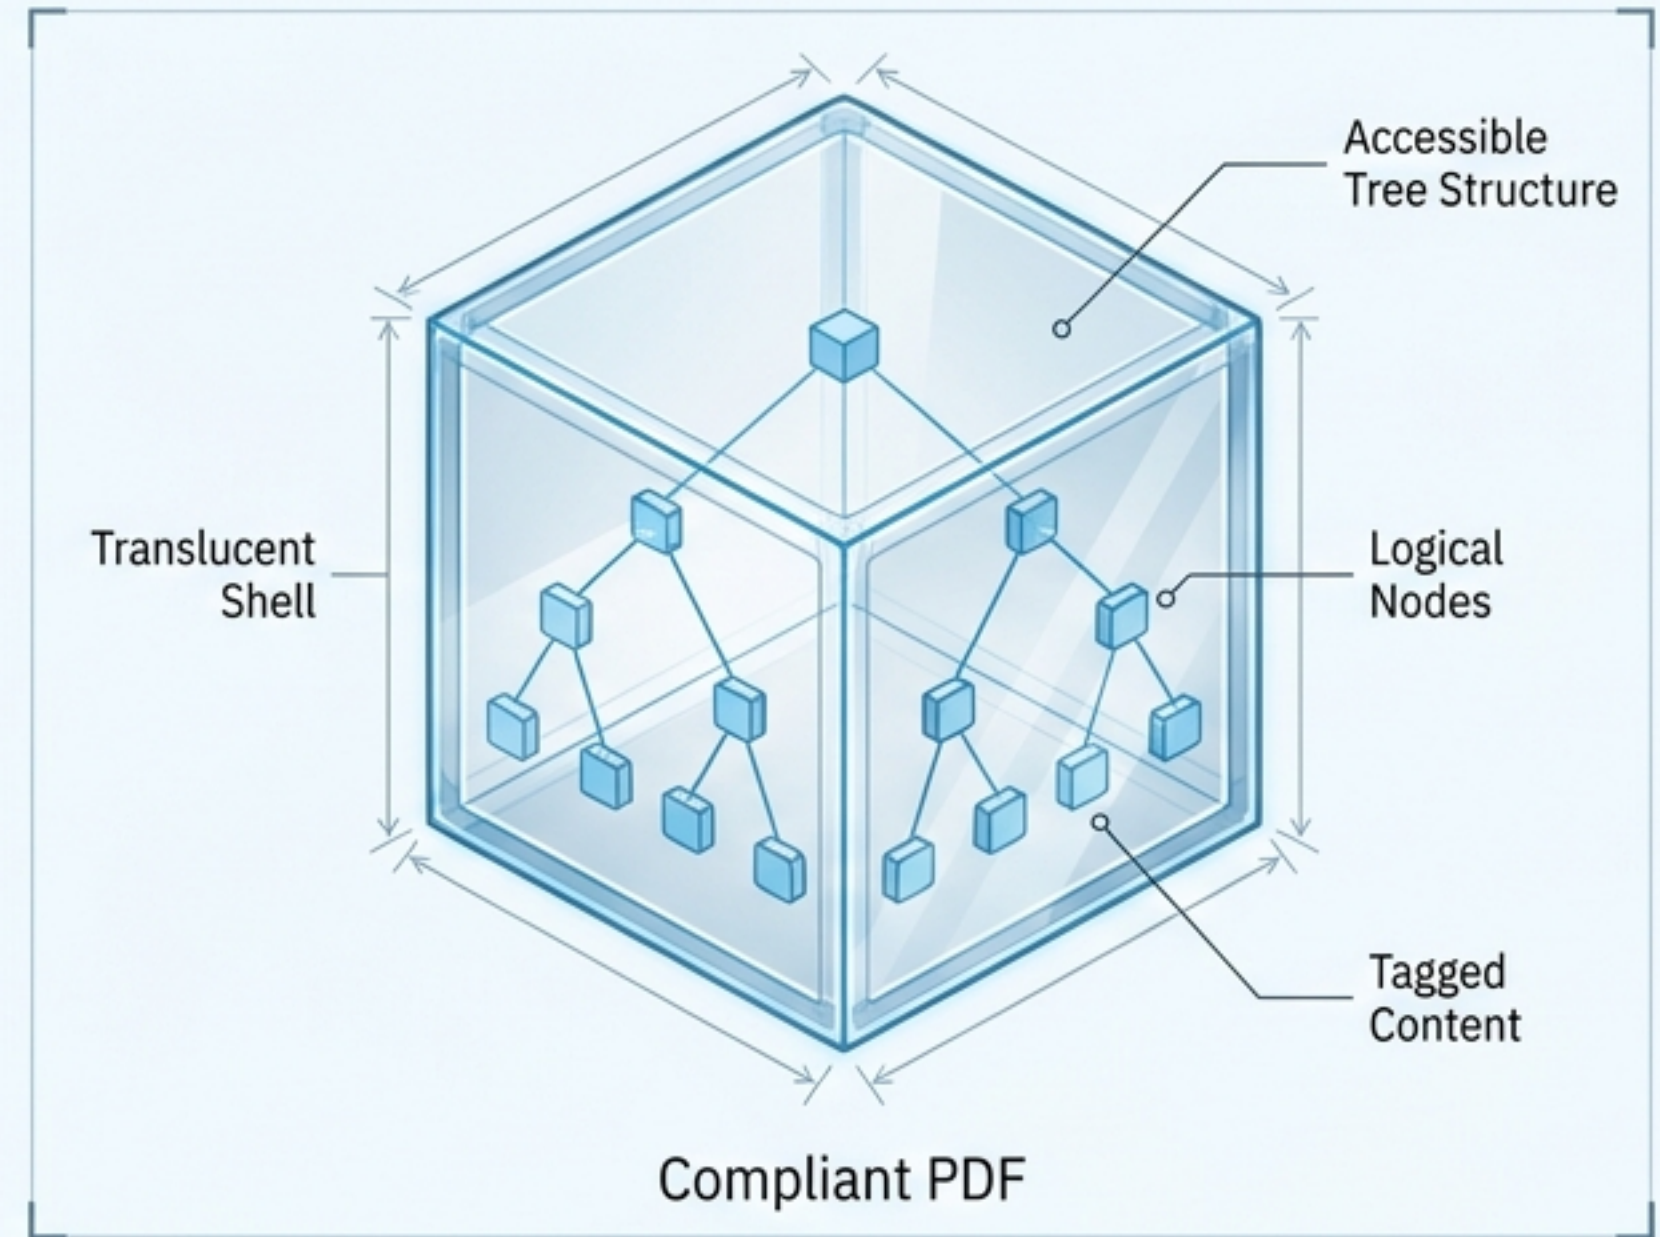 Accessible
Tree Structure
Translucent
Shell
Logical
Nodes
Tagged
Content
Compliant PDF